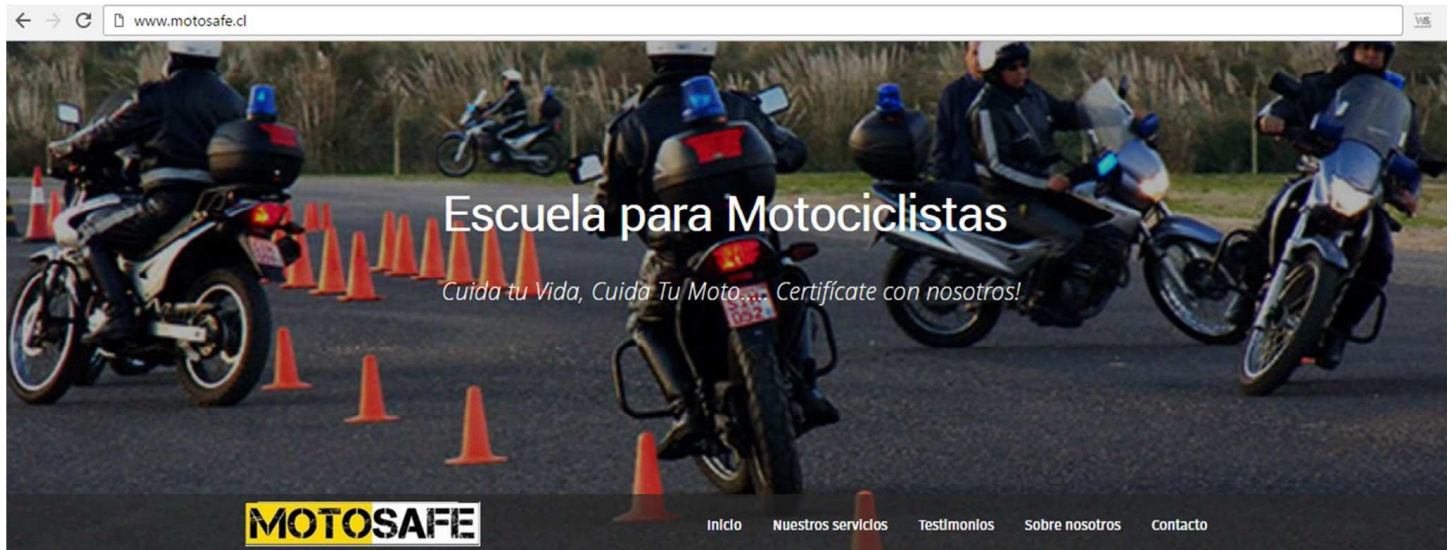 www.motosafe.cl
Escuela para Motociclistas
Cuida tu Vida, Cuida Tu Moto..... Certifícate con nosotros!
MOTOSAFE
Inicio Nuestros servicios Testimonios Sobre nosotros Contacto